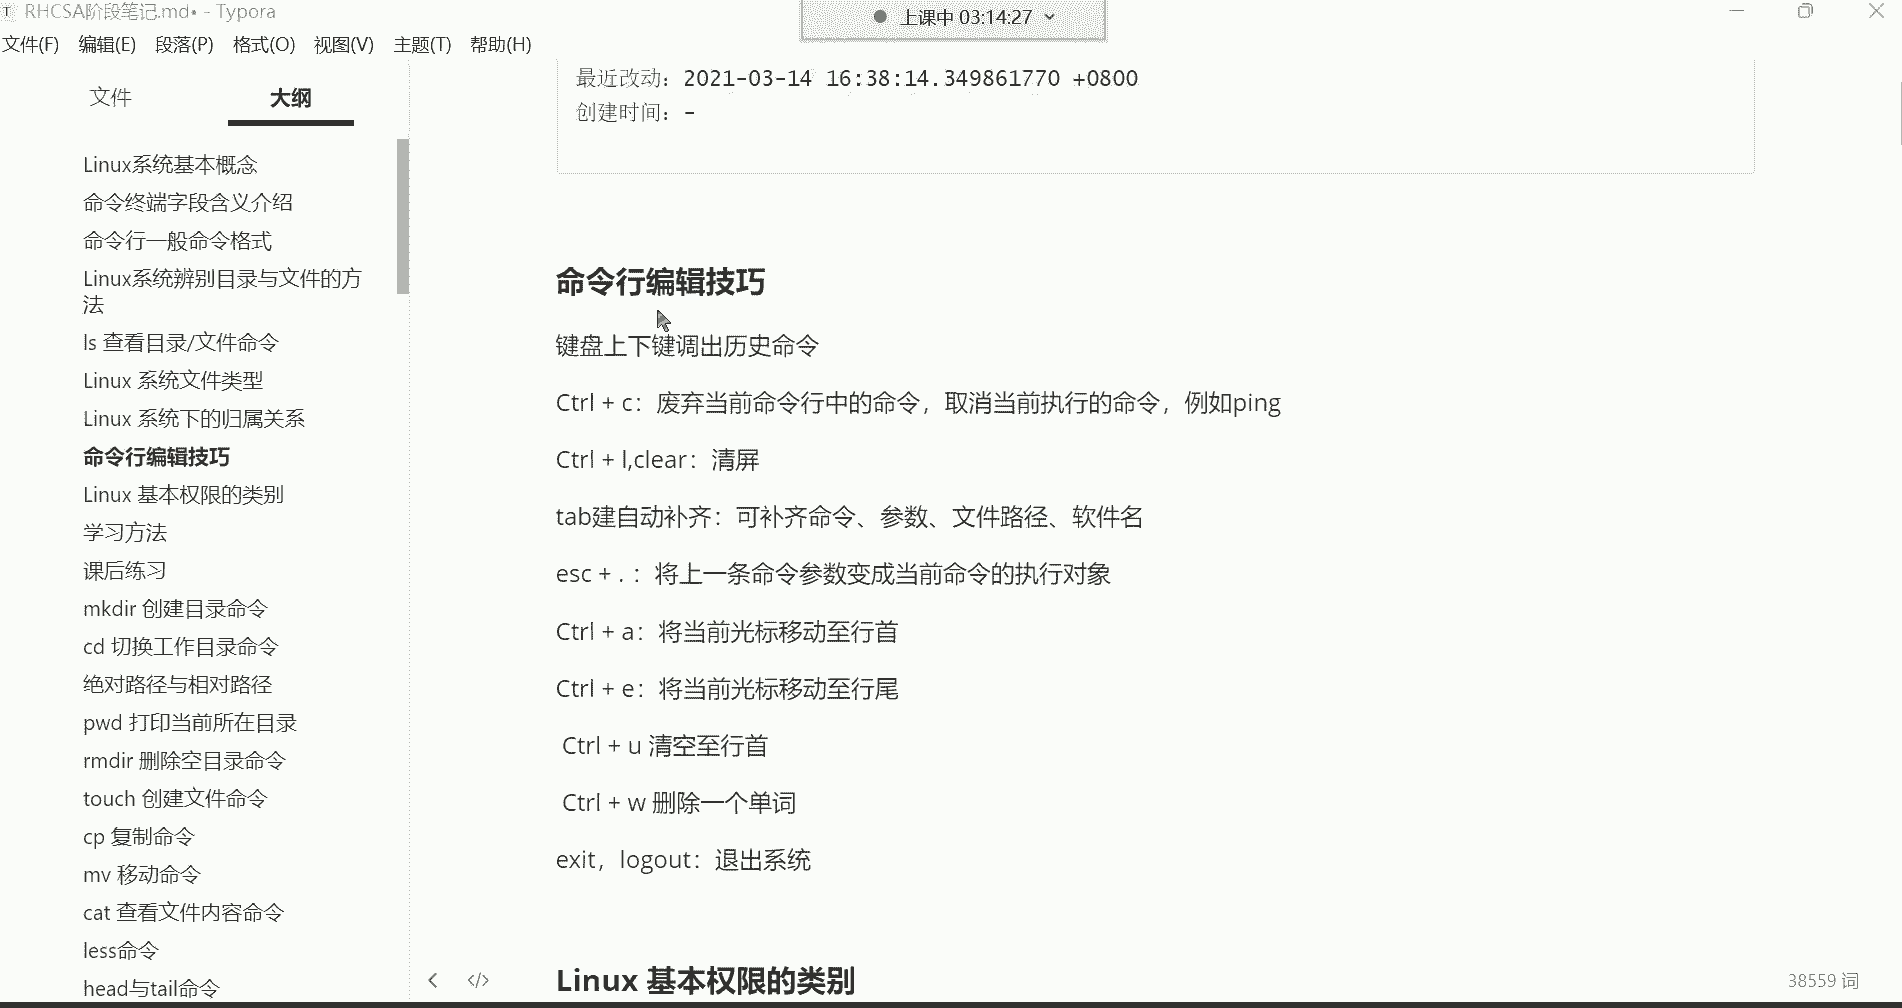 RHCSA阶段笔记.md• - Typora
上课中 03:14:27
文件(F) 编辑(E) 段落(P) 格式(O) 视图(V) 主题(T) 帮助(H)
文件 大纲
Linux系统基本概念
命令终端字段含义介绍
命令行一般命令格式
Linux系统辨别目录与文件的方
法
ls 查看目录/文件命令
Linux 系统文件类型
Linux 系统下的归属关系
命令行编辑技巧
Linux 基本权限的类别
学习方法
课后练习
mkdir 创建目录命令
cd 切换工作目录命令
绝对路径与相对路径
pwd 打印当前所在目录
rmdir 删除空目录命令
touch 创建文件命令
cp 复制命令
mv 移动命令
cat 查看文件内容命令
less命令
head与tail命令
最近改动：2021-03-14 16:38:14.349861770 +0800
创建时间：-
命令行编辑技巧
键盘上下键调出历史命令
Ctrl + c：废弃当前命令行中的命令，取消当前执行的命令，例如ping
Ctrl + l,clear：清屏
tab建自动补齐：可补齐命令、参数、文件路径、软件名
esc + . ：将上一条命令参数变成当前命令的执行对象
Ctrl + a：将当前光标移动至行首
Ctrl + e：将当前光标移动至行尾
Ctrl + u 清空至行首
Ctrl + w 删除一个单词
exit，logout：退出系统
Linux 基本权限的类别
38559 词